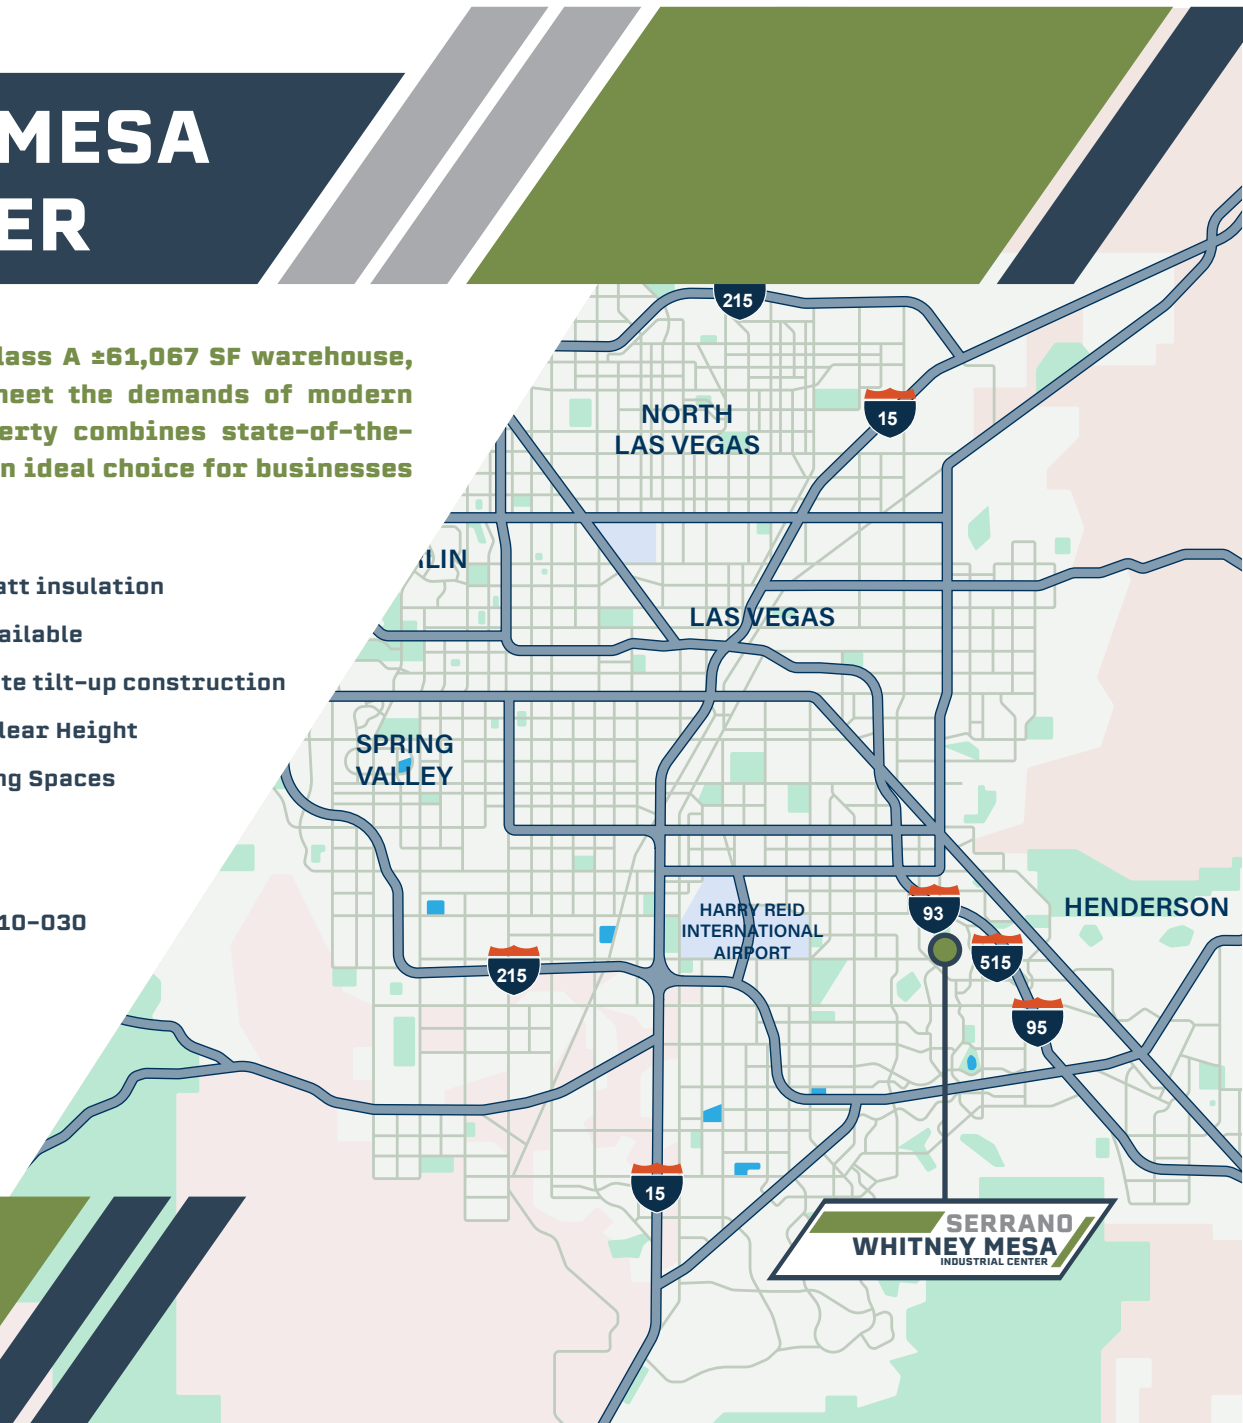 MESA
ER
lass A ±61,067 SF warehouse,
meet the demands of modern
erty combines state-of-the-
n ideal choice for businesses
att insulation
ailable
te tilt-up construction
lear Height
ng Spaces
10-030
215
15
NORTH
LAS VEGAS
LIN
LAS VEGAS
SPRING
VALLEY
HARRY REID
INTERNATIONAL
AIRPORT
93
HENDERSON
515
215
95
15
SERRANO
WHITNEY MESA
INDUSTRIAL CENTER